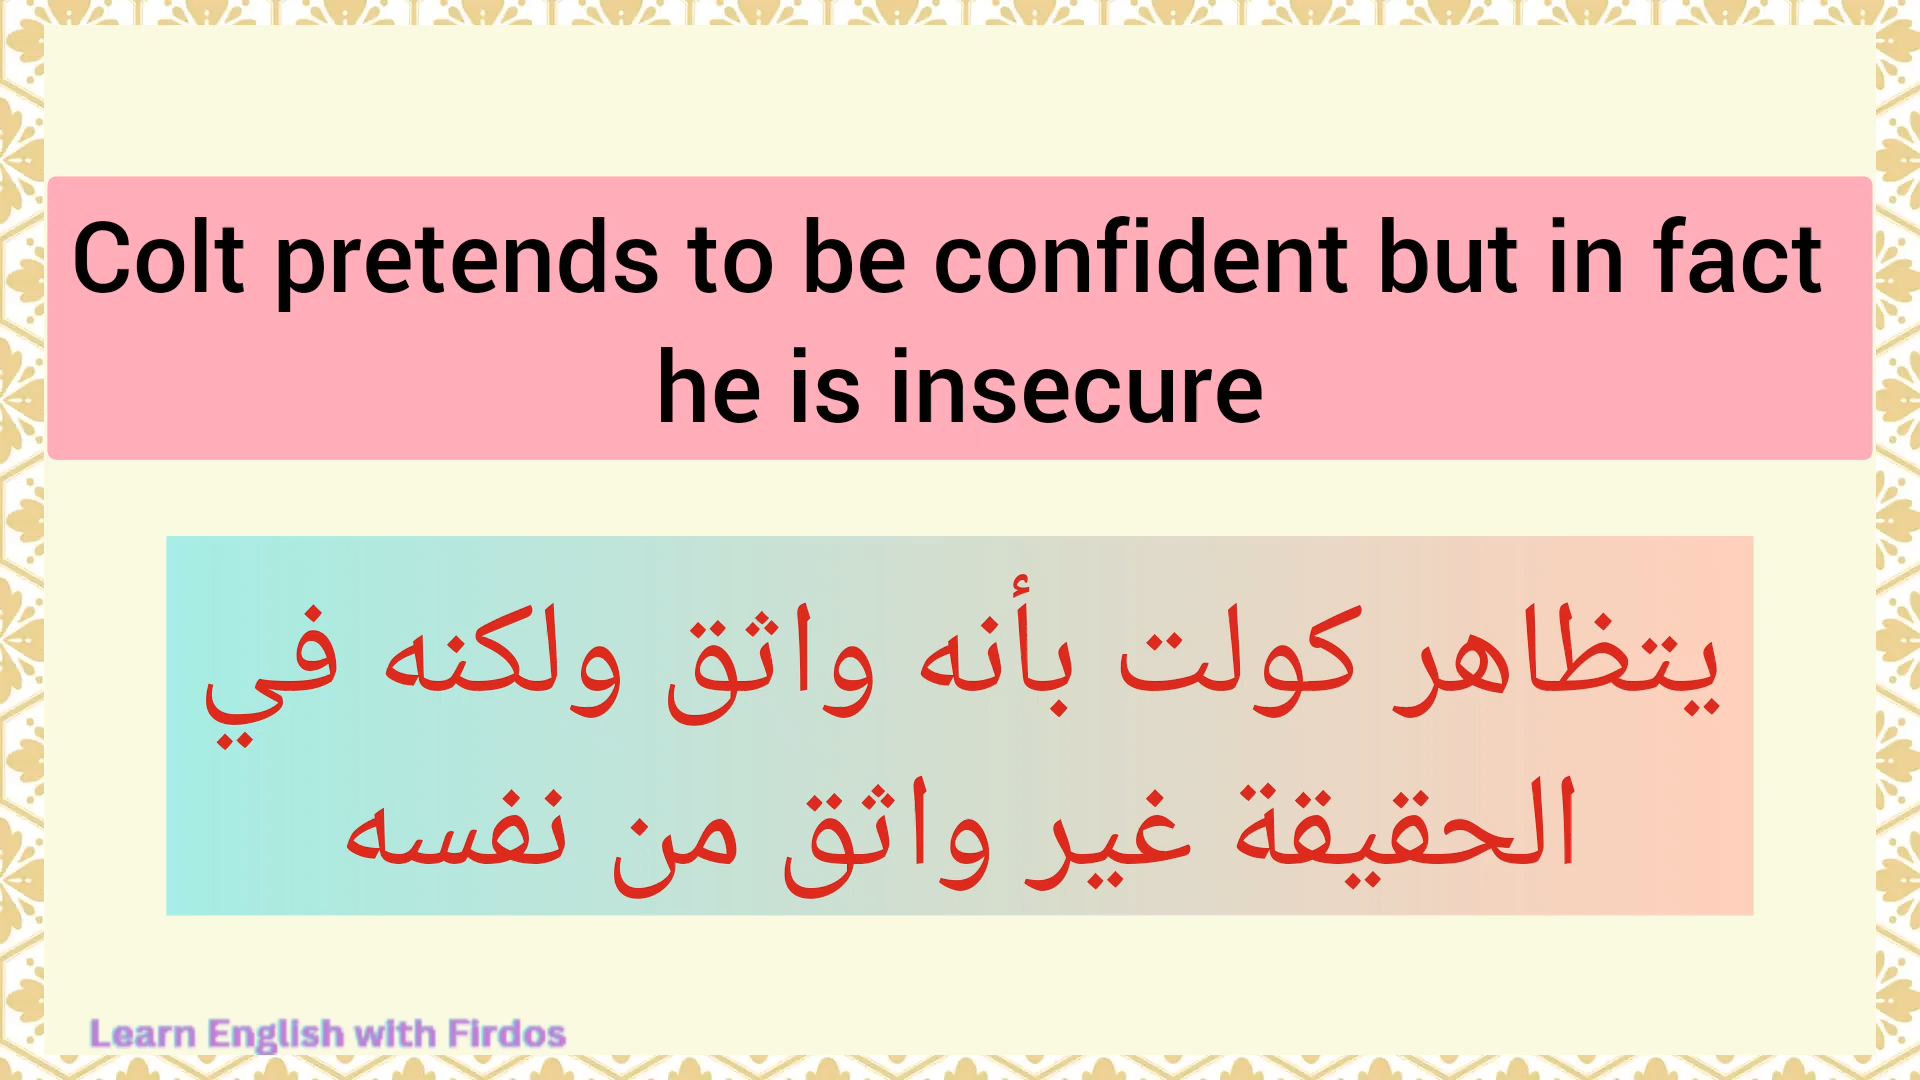 Colt pretends to be confident but in fact
he is insecure
يتظاهر كولت بأنه واثق ولكنه في
الحقيقة غير واثق من نفسه
Learn English with Firdos